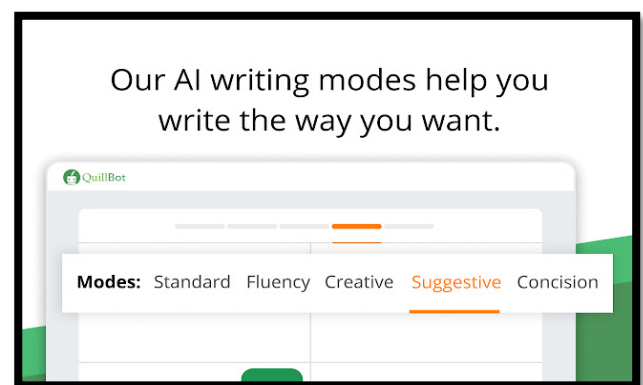 Our AI writing modes help you
write the way you want.
QuillBot
Modes: Standard Fluency Creative Suggestive Concision